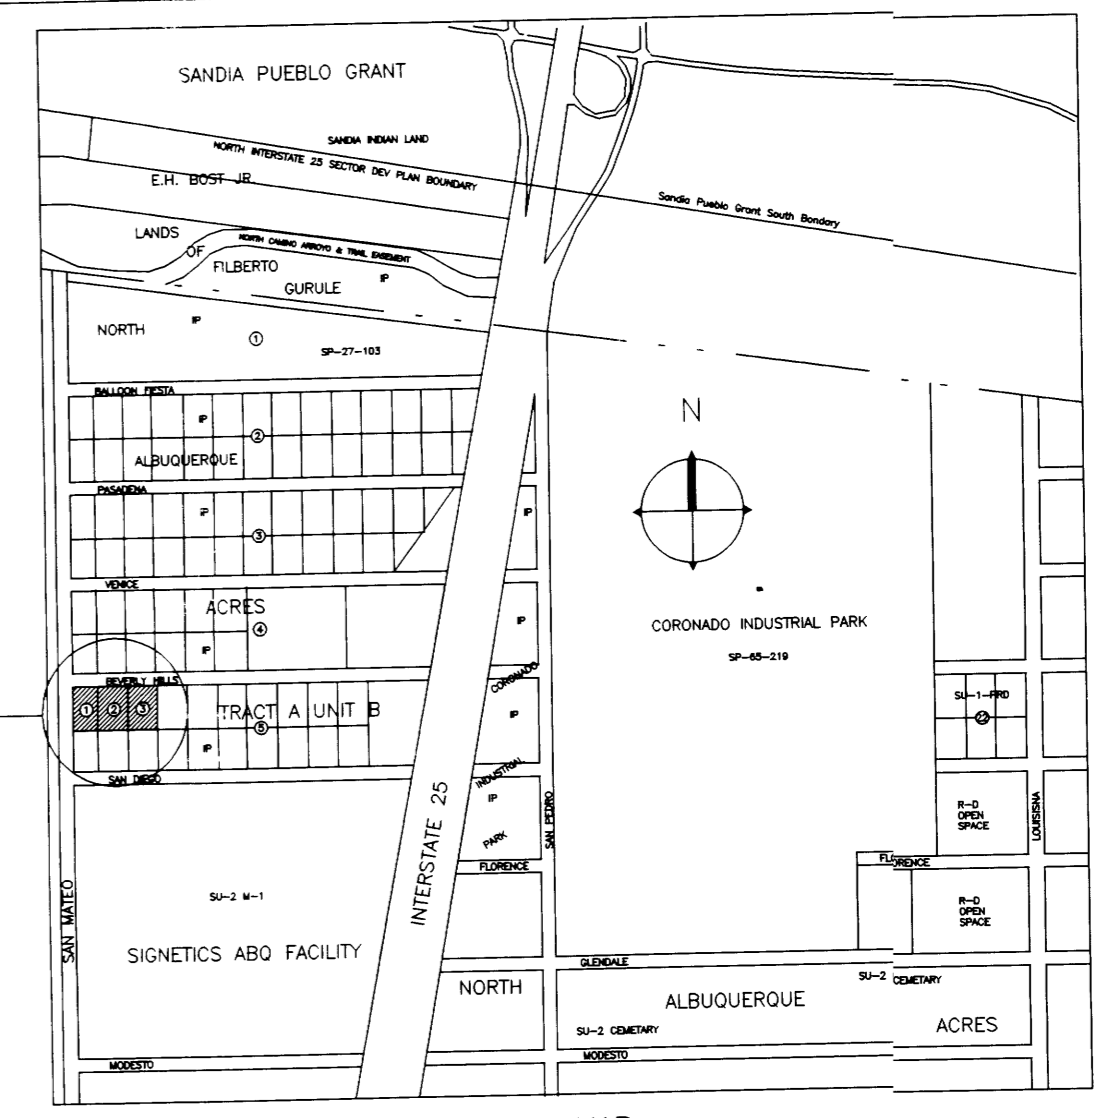 SANDIA PUEBLO GRANT
SANDIA INDIAN LAND
NORTH INTERSTATE 25 SECTOR DEV PLAN BOUNDARY
E.H. BOST JR
Sandia Pueblo Grant South Bondary
LANDS
OF
NORTH CAMINO ARROYO & TRAIL EASEMENT
FILBERTO
IP
GURULE
IP
NORTH
1
SP-27-103
BALLOON FIESTA
IP
2
ALBUQUERQUE
N
PASADENA
IP
IP
3
VENICE
ACRES
4
IP
IP
CORONADO INDUSTRIAL PARK
SP-65-219
BEVERLY HILLS
CORONADO
1 2 3
TRACT A UNIT B
IP
SU-1-PRD
22
5
IP
SAN DIEGO
INDUSTRIAL
IP
PARK
INTERSTATE 25
SAN PEDRO
R-D
OPEN
SPACE
LOUISISNA
FLORENCE
FLORENCE
SAN MATEO
SU-2 M-1
R-D
OPEN
SPACE
SIGNETICS ABQ FACILITY
GLENDALE
SU-2 CEMETARY
NORTH
ALBUQUERQUE
ACRES
SU-2 CEMETARY
MODESTO
MODESTO